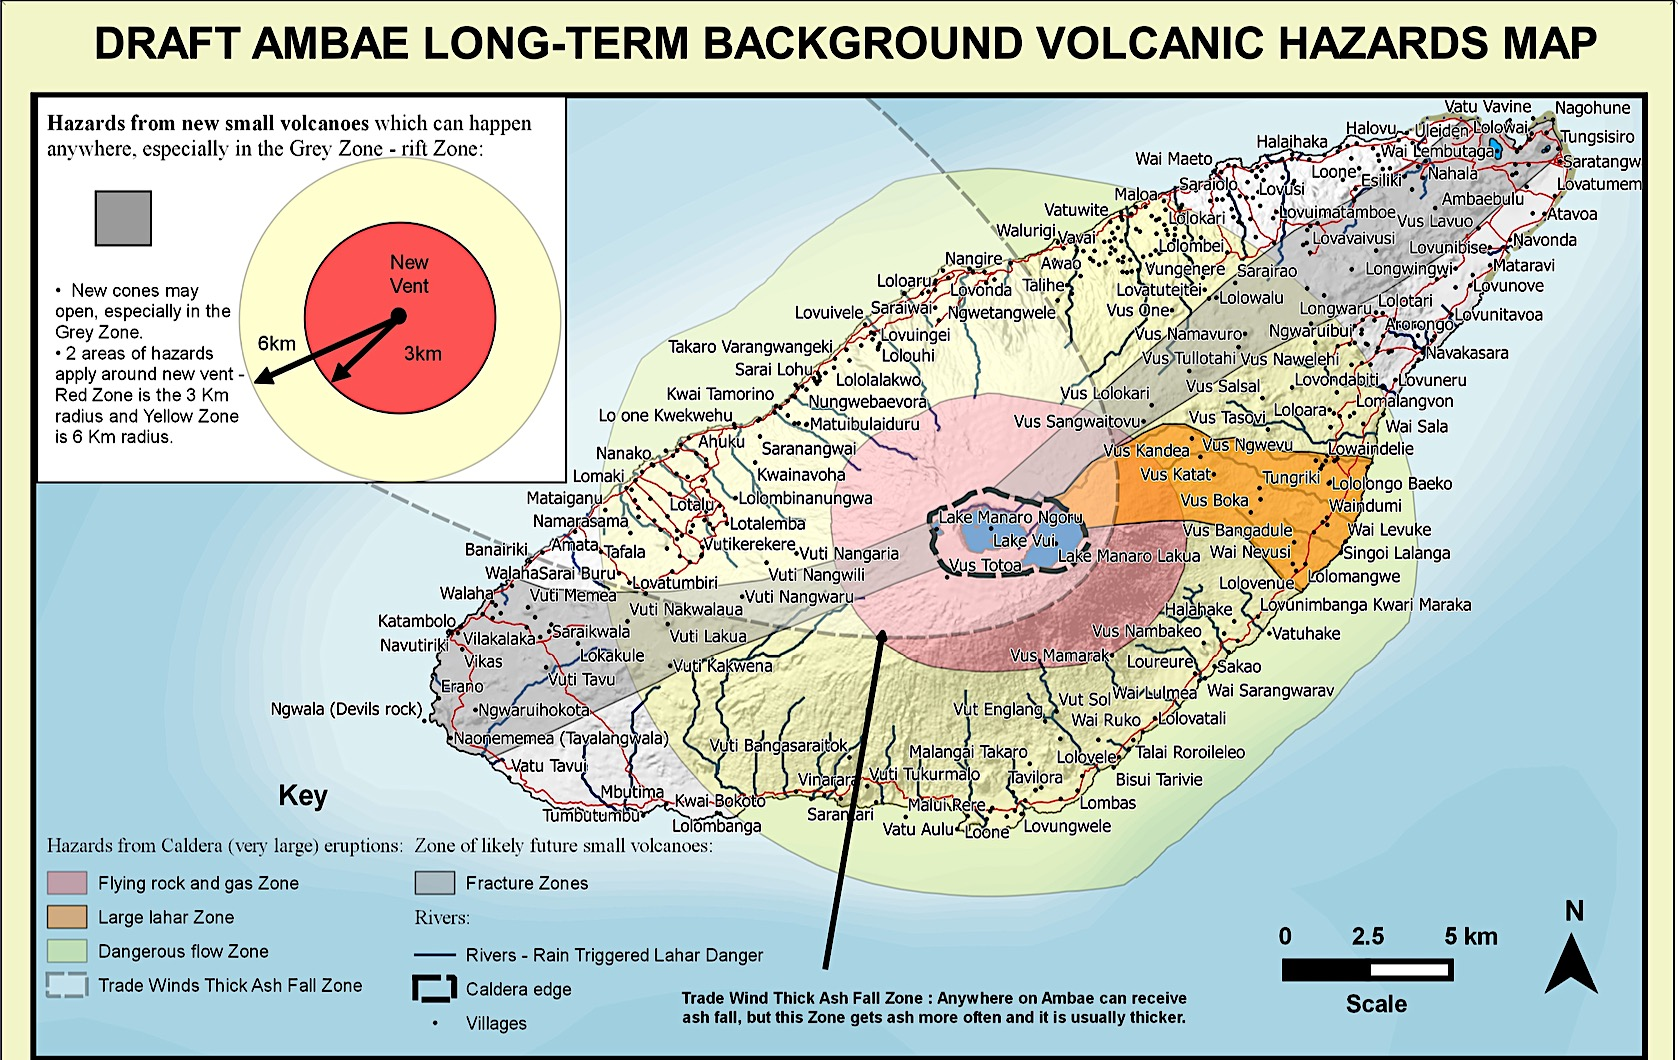 DRAFT AMBAE LONG-TERM BACKGROUND VOLCANIC HAZARDS MAP
Hazards from new small volcanoes which can happen
anywhere, especially in the Grey Zone - rift Zone:
New
Vent
• New cones may
open, especially in the
Grey Zone.
• 2 areas of hazards
apply around new vent -
Red Zone is the 3 Km
radius and Yellow Zone
is 6 Km radius.
6km
3km
Vatu Vavine
Nagohune
Halovu
Uleiden
Lolowai
Tungsisiro
Halaihaka
Wai Lembutaga
Saratangw
Wai Maeto
Loone
Esiliki
Nahala
Lovatumem
Saraiolo
Lovusi
Maloa
Ambaebulu
Vatuwite
Lolokari
Lovuimatamboe
Vus Lavuo
Atavoa
Walurigi
Vavai
Lolombei
Lovavaivusi
Lovunibise
Navonda
Nangire
Awao
Vungenere
Sarairao
Longwingwi
Mataravi
Loloaru
Lovonda
Talihe
Lovatuteitei
Lolowalu
Lovunove
Lovuivele
Saraiwai
Ngwetangwele
Vus One
Longwaru
Lolotari
Lovunitavoa
Lovuingei
Vus Namavuro
Ngwaruibui
Arorongo
Takaro Varangwangeki
Lolouhi
Vus Tullotahi
Vus Nawelehi
Navakasara
Sarai Lohu
Lololalakwo
Vus Salsal
Lovondabiti
Lovuneru
Kwai Tamorino
Nungwebaevora
Vus Lolokari
Lomalangvon
Lo one Kwekwehu
Matuibulaiduru
Vus Sangwaitovu
Vus Tasovi
Loloara
Wai Sala
Ahuku
Saranangwai
Vus Kandea
Vus Ngwevu
Lowaindelie
Nanako
Kwainavoha
Vus Katat
Tungriki
Lololongo Baeko
Lomaki
Lolombinanungwa
Vus Boka
Waindumi
Mataiganu
Lotalu
Lotalemba
Lake Manaro Ngoru
Vus Bangadule
Wai Levuke
Namarasama
Vutikerekere
Lake Vui
Wai Nevusi
Singoi Lalanga
Banairiki
Amata
Tafala
Vuti Nangaria
Lake Manaro Lakua
Vus Totoa
Lolomangwe
Walaha
Sarai Buru
Lovatumbiri
Vuti Nangwili
Lolovenue
Walaha
Vuti Memea
Vuti Nangwaru
Lovunimbanga Kwari Maraka
Katambolo
Vuti Nakwalaua
Halahake
Navutiriki
Vilakalaka
Saraikwala
Vuti Lakua
Vus Nambakeo
Vatuhake
Vikas
Lokakule
Vuti Kakwena
Vus Mamarak
Loureure
Sakao
Erano
Vuti Tavu
Wai Lulmea
Wai Sarangwarav
Ngwala (Devils rock)
Ngwaruihokota
Vut Sol
Vut Englang
Wai Ruko
Lolovatali
Naonememea (Tavalangwala)
Vuti Bangasaraitok
Malangai Takaro
Lolovele
Talai Roroileleo
Vatu Tavui
Vinarara
Vuti Tukurmalo
Tavilora
Bisui Tarivie
Mbutima
Kwai Bokoto
Malui
Rere
Lombas
Tumbutumbu
Lolombanga
Sarantari
Vatu Aulu
Loone
Lovungwele
Key
Hazards from Caldera (very large) eruptions:
Flying rock and gas Zone
Large lahar Zone
Dangerous flow Zone
Trade Winds Thick Ash Fall Zone
Zone of likely future small volcanoes:
Fracture Zones
Rivers:
Rivers - Rain Triggered Lahar Danger
Caldera edge
Villages
Trade Wind Thick Ash Fall Zone : Anywhere on Ambae can receive
ash fall, but this Zone gets ash more often and it is usually thicker.
0 2.5 5 km
Scale
N